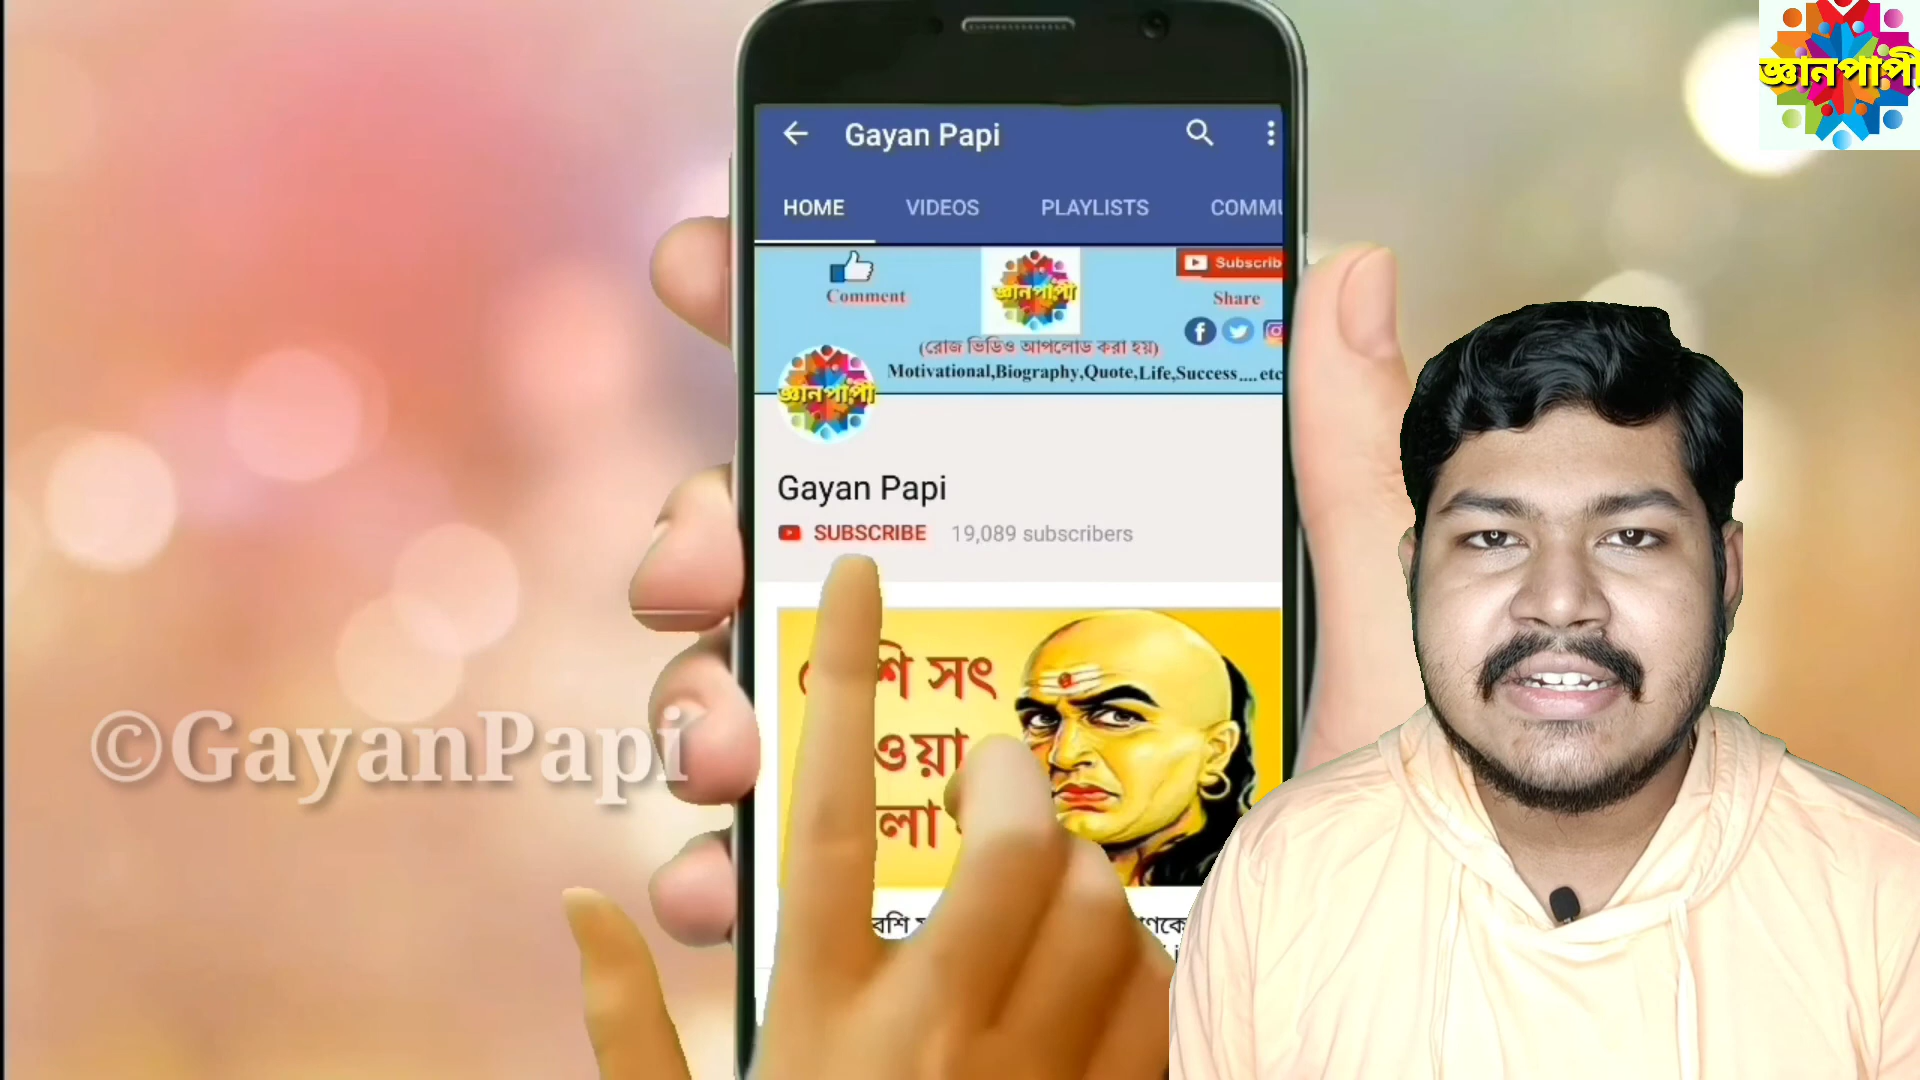 জ্ঞানপাপী
Gayan Papi
HOME VIDEOS PLAYLISTS COMMU
Comment
জ্ঞানপাপী
Subscrib
Share
(রোজ ভিডিও আপলোড করা হয়)
Motivational,Biography,Quote,Life,Success....etc
জ্ঞানপাপী
Gayan Papi
SUBSCRIBE 19,089 subscribers
সৎ
©GayanPapi